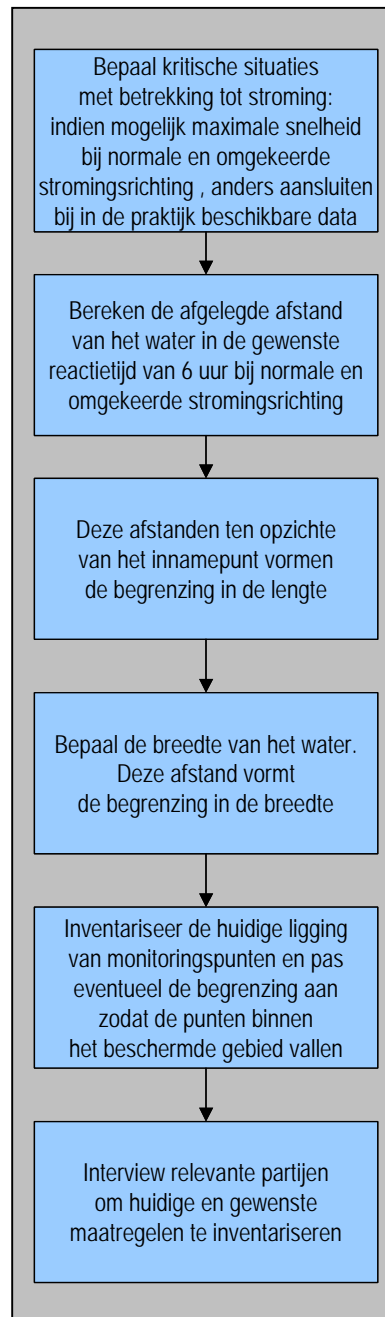 Bepaal kritische situaties
met betrekking tot stroming:
indien mogelijk maximale snelheid
bij normale en omgekeerde
stromingsrichting , anders aansluiten
bij in de praktijk beschikbare data
Bereken de afgelegde afstand
van het water in de gewenste
reactietijd van 6 uur bij normale en
omgekeerde stromingsrichting
Deze afstanden ten opzichte
van het innamepunt vormen
de begrenzing in de lengte
Bepaal de breedte van het water.
Deze afstand vormt
de begrenzing in de breedte
Inventariseer de huidige ligging
van monitoringspunten en pas
eventueel de begrenzing aan
zodat de punten binnen
het beschermde gebied vallen
Interview relevante partijen
om huidige en gewenste
maatregelen te inventariseren